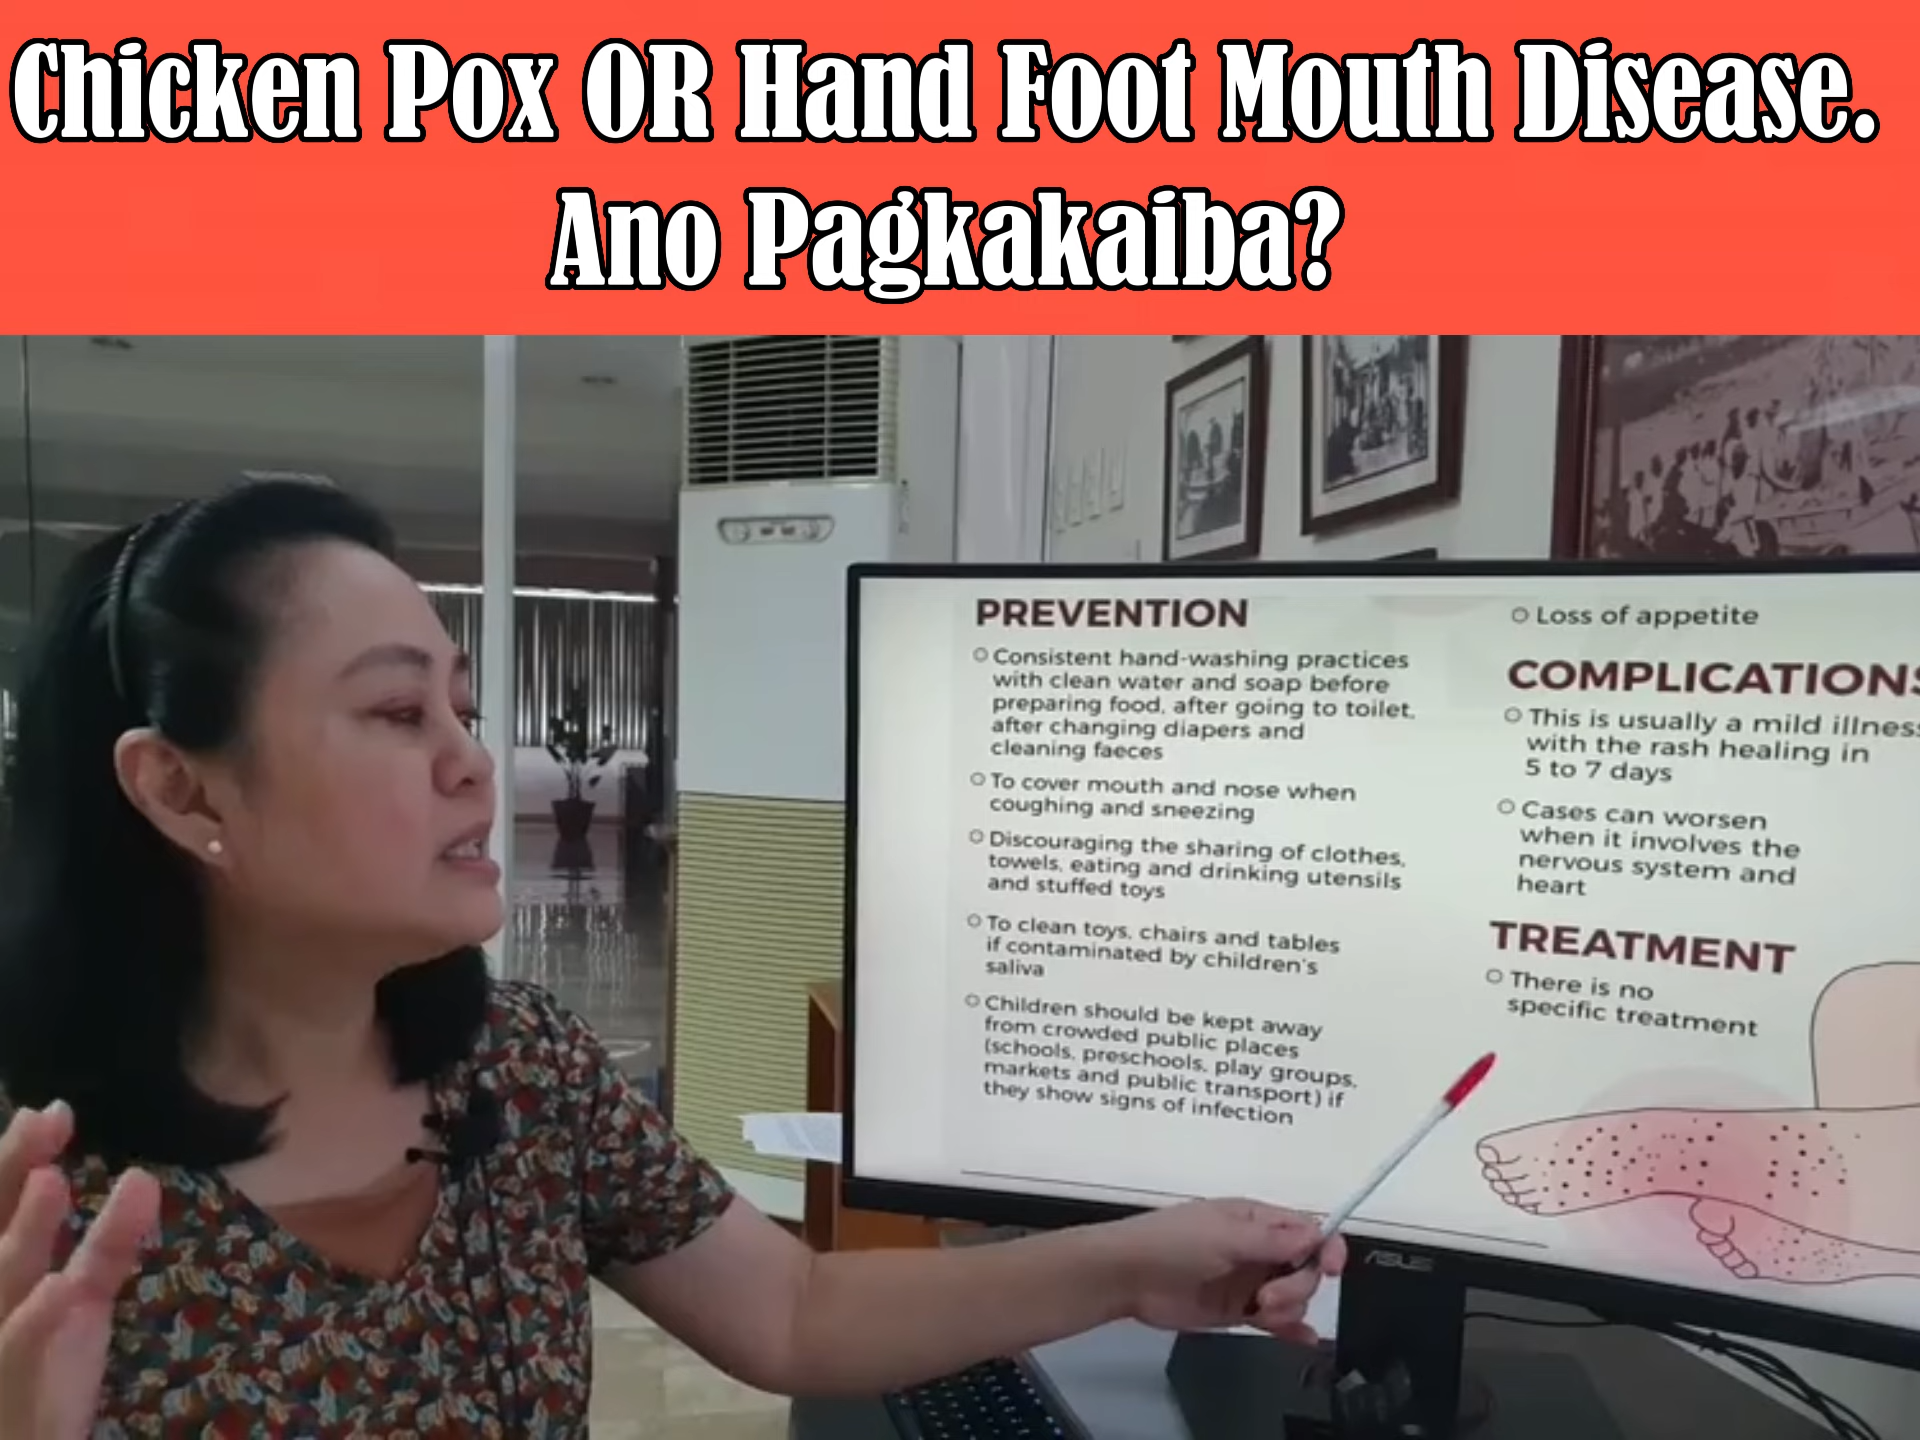 Chicken Pox OR Hand Foot Mouth Disease.
Ano Pagkakaiba?
PREVENTION
Consistent hand-washing practices
with clean water and soap before
preparing food, after going to toilet,
after changing diapers and
cleaning faeces
To cover mouth and nose when
coughing and sneezing
Discouraging the sharing of clothes,
towels, eating and drinking utensils
and stuffed toys
To clean toys, chairs and tables
if contaminated by children's
saliva
Children should be kept away
from crowded public places
(schools, preschools, play groups,
markets and public transport) if
they show signs of infection
Loss of appetite
COMPLICATIONS
This is usually a mild illness
with the rash healing in
5 to 7 days
Cases can worsen
when it involves the
nervous system and
heart
TREATMENT
There is no
specific treatment
ASUS